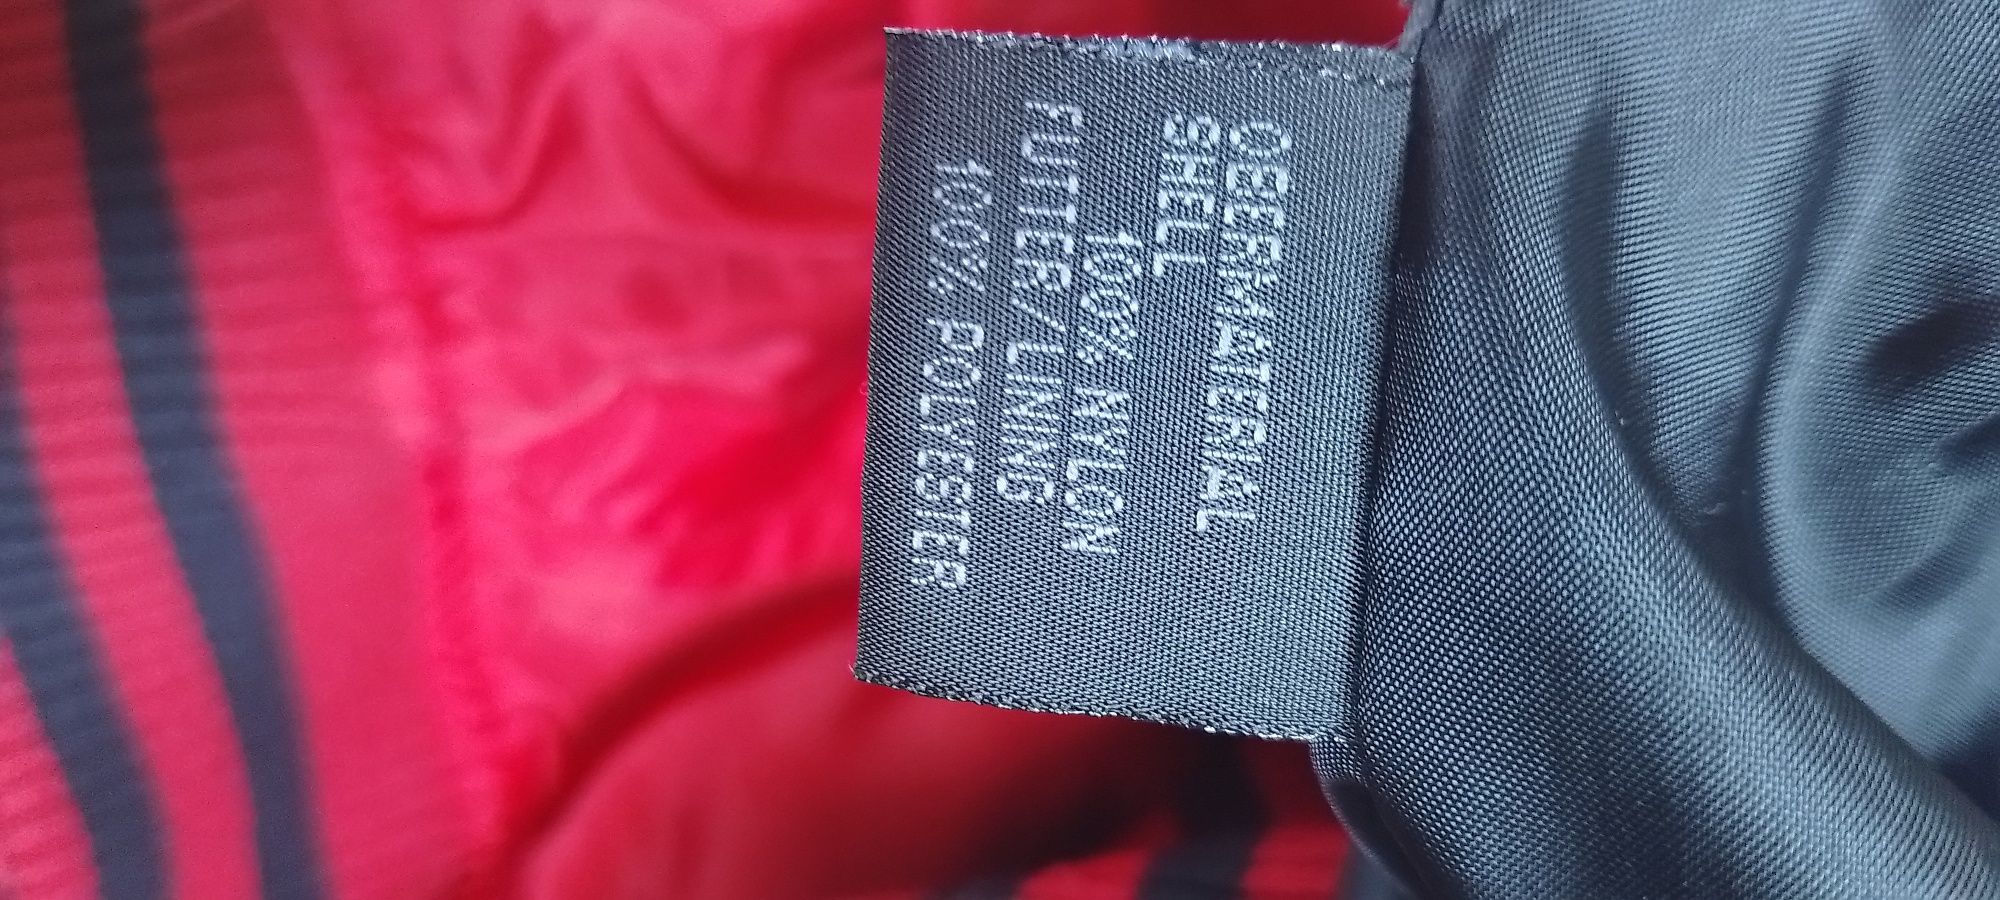 OBERMATERIAL
SHELL
100% NYLON
FUTTER/LINING
100% POLYESTER